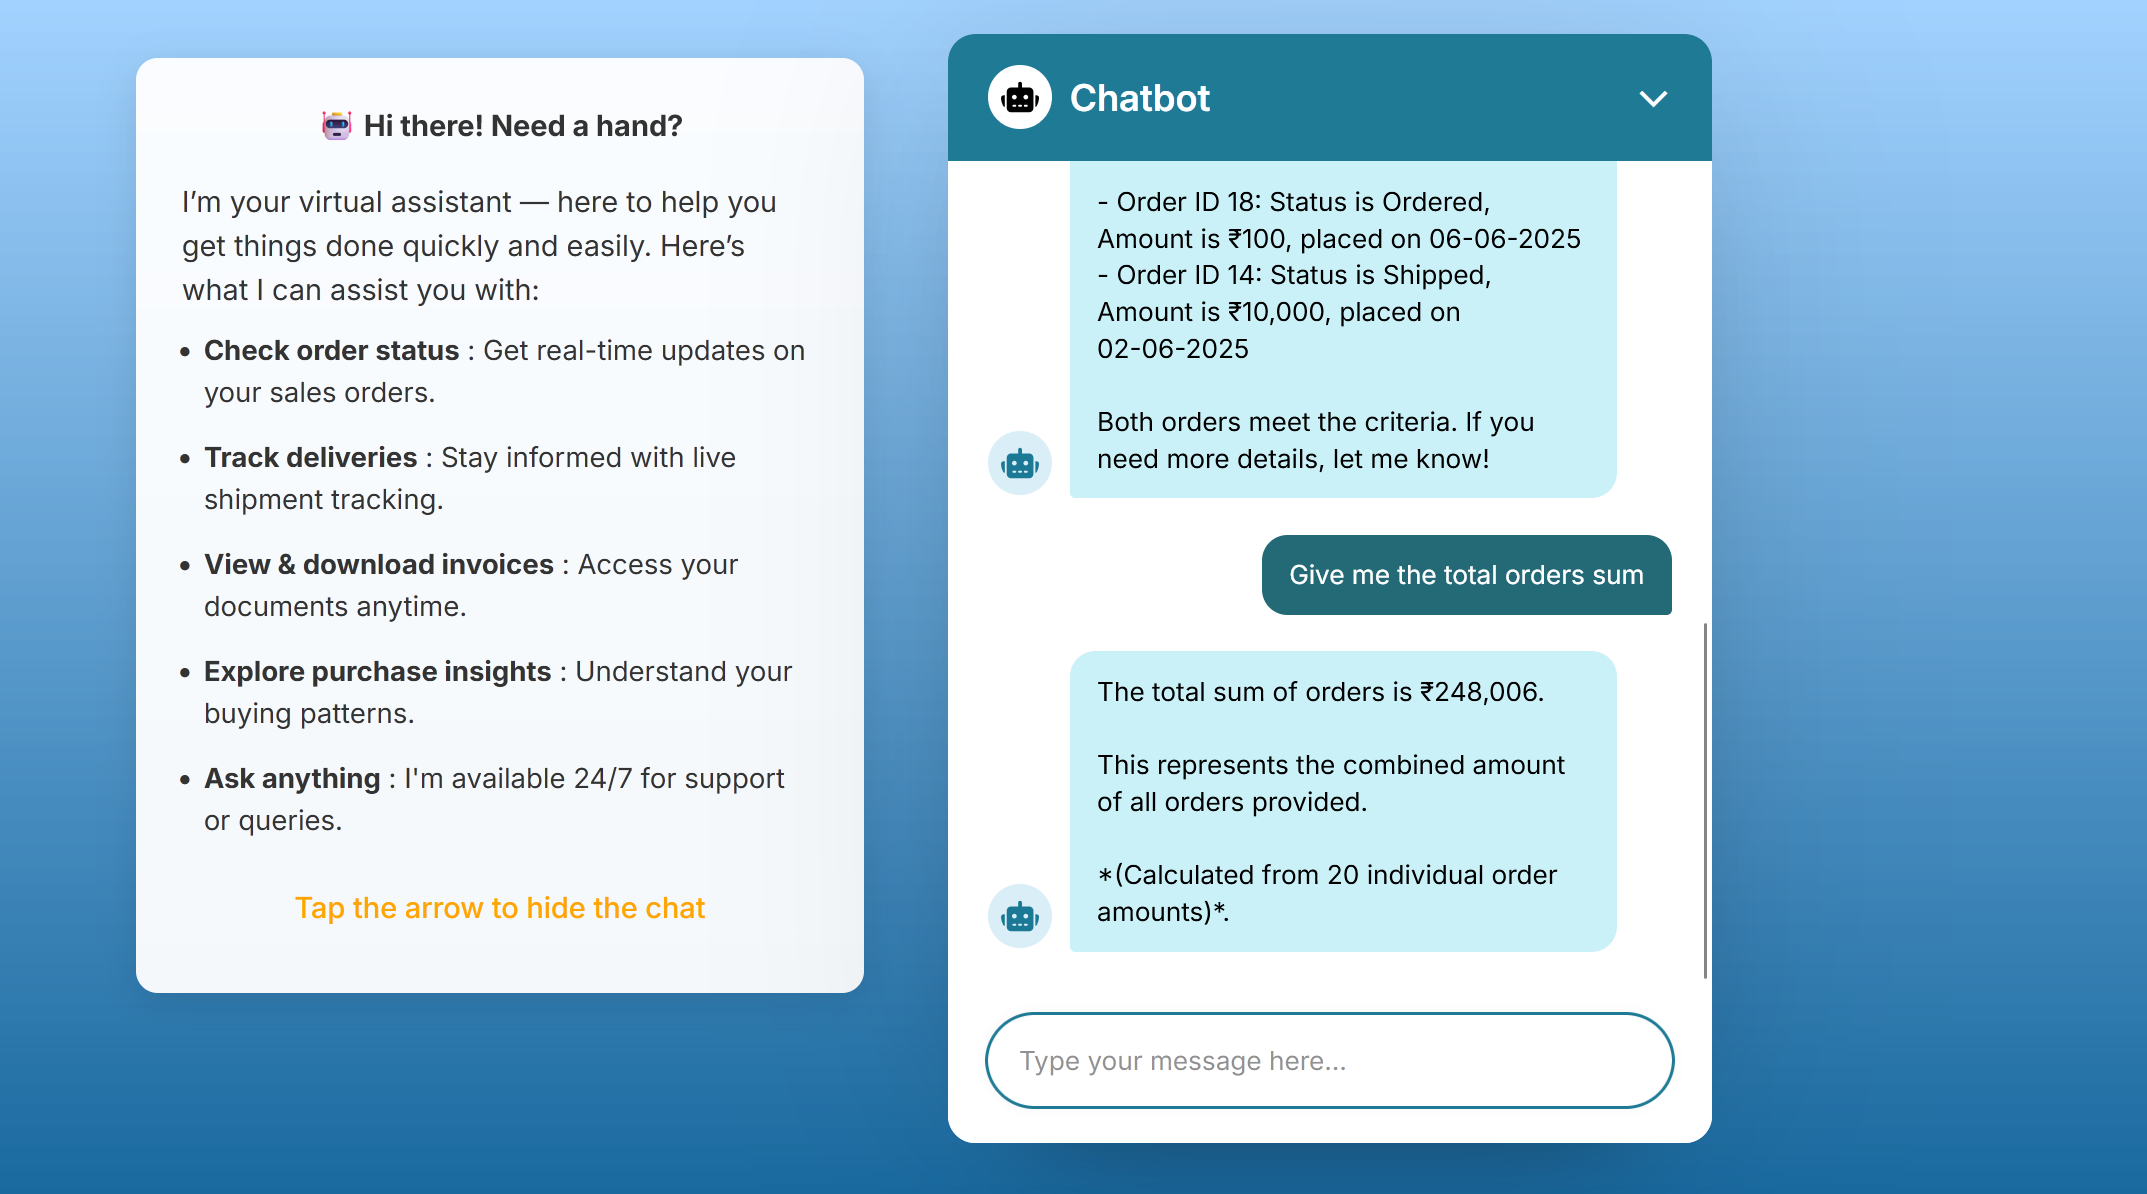 🤖 Hi there! Need a hand?
I’m your virtual assistant — here to help you
get things done quickly and easily. Here’s
what I can assist you with:
• Check order status : Get real-time updates on
your sales orders.
• Track deliveries : Stay informed with live
shipment tracking.
• View & download invoices : Access your
documents anytime.
• Explore purchase insights : Understand your
buying patterns.
• Ask anything : I'm available 24/7 for support
or queries.
Tap the arrow to hide the chat
Chatbot
- Order ID 18: Status is Ordered,
Amount is ₹100, placed on 06-06-2025
- Order ID 14: Status is Shipped,
Amount is ₹10,000, placed on
02-06-2025
Both orders meet the criteria. If you
need more details, let me know!
Give me the total orders sum
The total sum of orders is ₹248,006.
This represents the combined amount
of all orders provided.
*(Calculated from 20 individual order
amounts)*.
Type your message here...